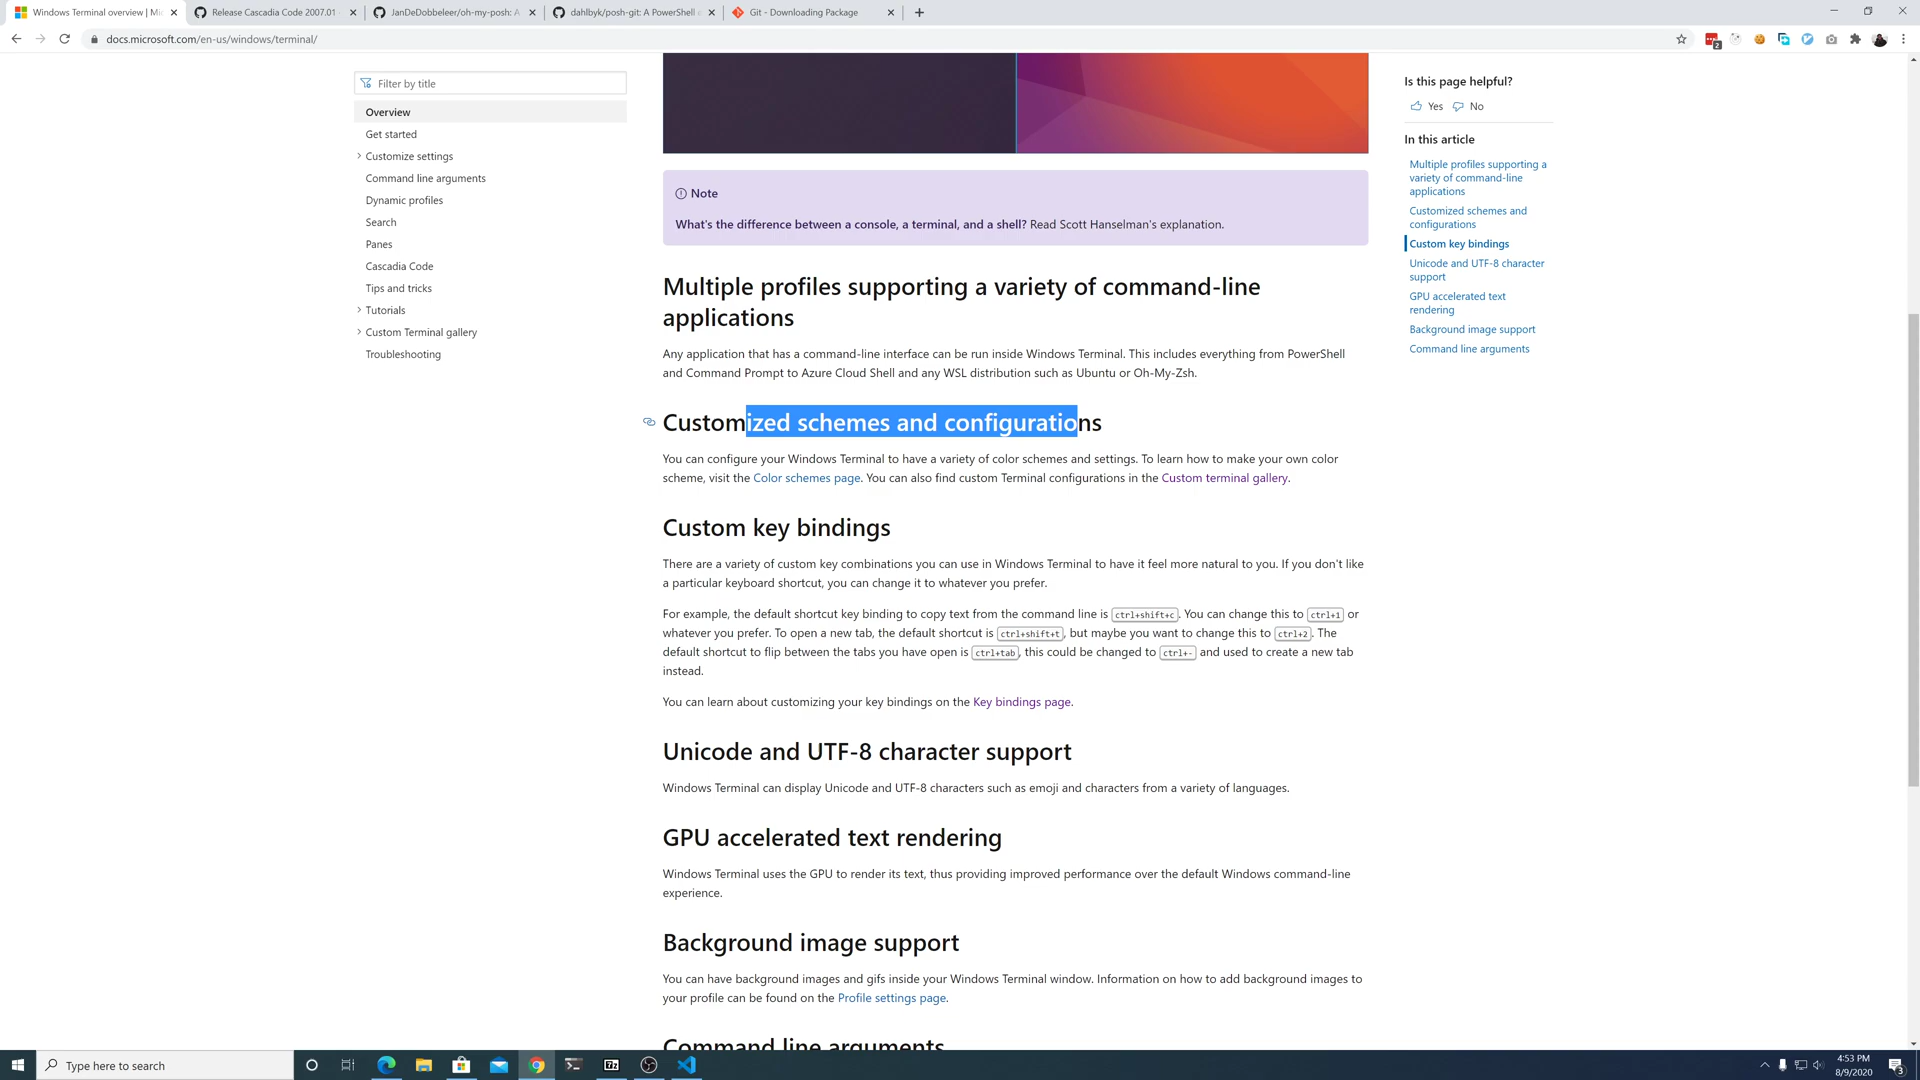 Windows Terminal overview | Mic
Release Cascadia Code 2007.01
JanDeDobbeleer/oh-my-posh: A
dahlbyk/posh-git: A PowerShell e
Git - Downloading Package
docs.microsoft.com/en-us/windows/terminal/
2
Filter by title
Overview
Get started
Customize settings
Command line arguments
Dynamic profiles
Search
Panes
Cascadia Code
Tips and tricks
Tutorials
Custom Terminal gallery
Troubleshooting
Note
What's the difference between a console, a terminal, and a shell? Read Scott Hanselman's explanation.
Multiple profiles supporting a variety of command-line
applications
Any application that has a command-line interface can be run inside Windows Terminal. This includes everything from PowerShell
and Command Prompt to Azure Cloud Shell and any WSL distribution such as Ubuntu or Oh-My-Zsh.
Customized schemes and configurations
You can configure your Windows Terminal to have a variety of color schemes and settings. To learn how to make your own color
scheme, visit the Color schemes page. You can also find custom Terminal configurations in the Custom terminal gallery.
Custom key bindings
There are a variety of custom key combinations you can use in Windows Terminal to have it feel more natural to you. If you don't like
a particular keyboard shortcut, you can change it to whatever you prefer.
For example, the default shortcut key binding to copy text from the command line is ctrl+shift+c. You can change this to ctrl+1 or
whatever you prefer. To open a new tab, the default shortcut is ctrl+shift+t, but maybe you want to change this to ctrl+2. The
default shortcut to flip between the tabs you have open is ctrl+tab, this could be changed to ctrl+- and used to create a new tab
instead.
You can learn about customizing your key bindings on the Key bindings page.
Unicode and UTF-8 character support
Windows Terminal can display Unicode and UTF-8 characters such as emoji and characters from a variety of languages.
GPU accelerated text rendering
Windows Terminal uses the GPU to render its text, thus providing improved performance over the default Windows command-line
experience.
Background image support
You can have background images and gifs inside your Windows Terminal window. Information on how to add background images to
your profile can be found on the Profile settings page.
Command line arguments
Is this page helpful?
Yes No
In this article
Multiple profiles supporting a
variety of command-line
applications
Customized schemes and
configurations
Custom key bindings
Unicode and UTF-8 character
support
GPU accelerated text
rendering
Background image support
Command line arguments
Type here to search
4:53 PM
8/9/2020
3